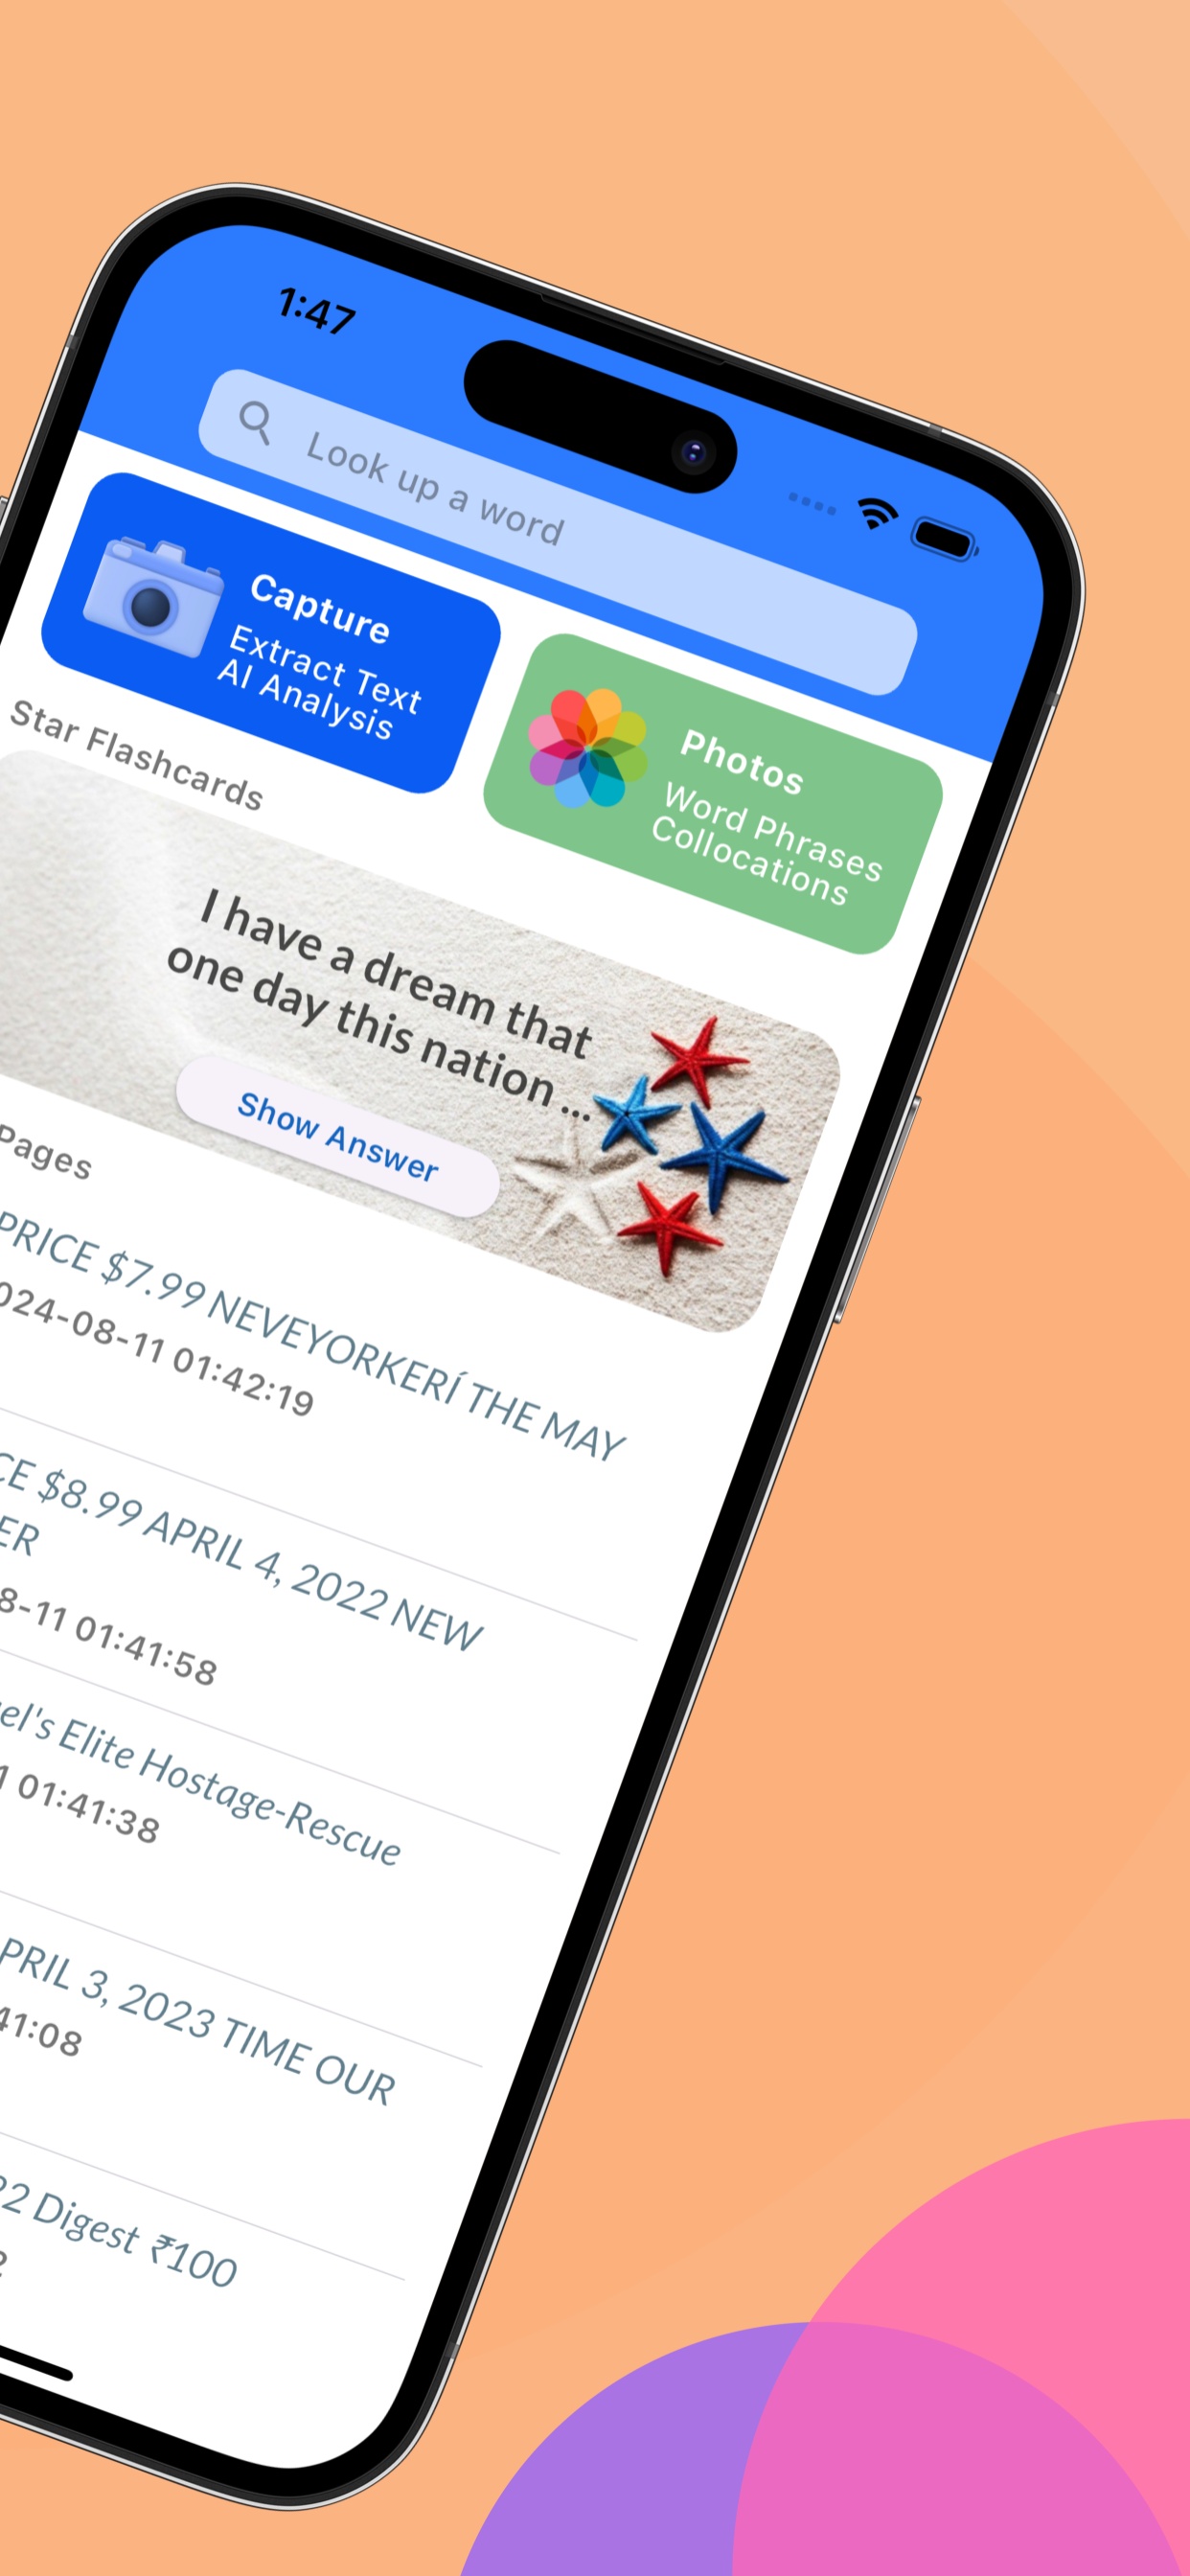 1:47
Look up a word
Capture
Extract Text
AI Analysis
Photos
Word Phrases
Collocations
Star Flashcards
I have a dream that
one day this nation ...
Show Answer
Pages
PRICE $7.99 NEVEYORKERÍ THE MAY
024-08-11 01:42:19
CE $8.99 APRIL 4, 2022 NEW
ER
8-11 01:41:58
el's Elite Hostage-Rescue
1 01:41:38
PRIL 3, 2023 TIME OUR
41:08
22 Digest ₹100